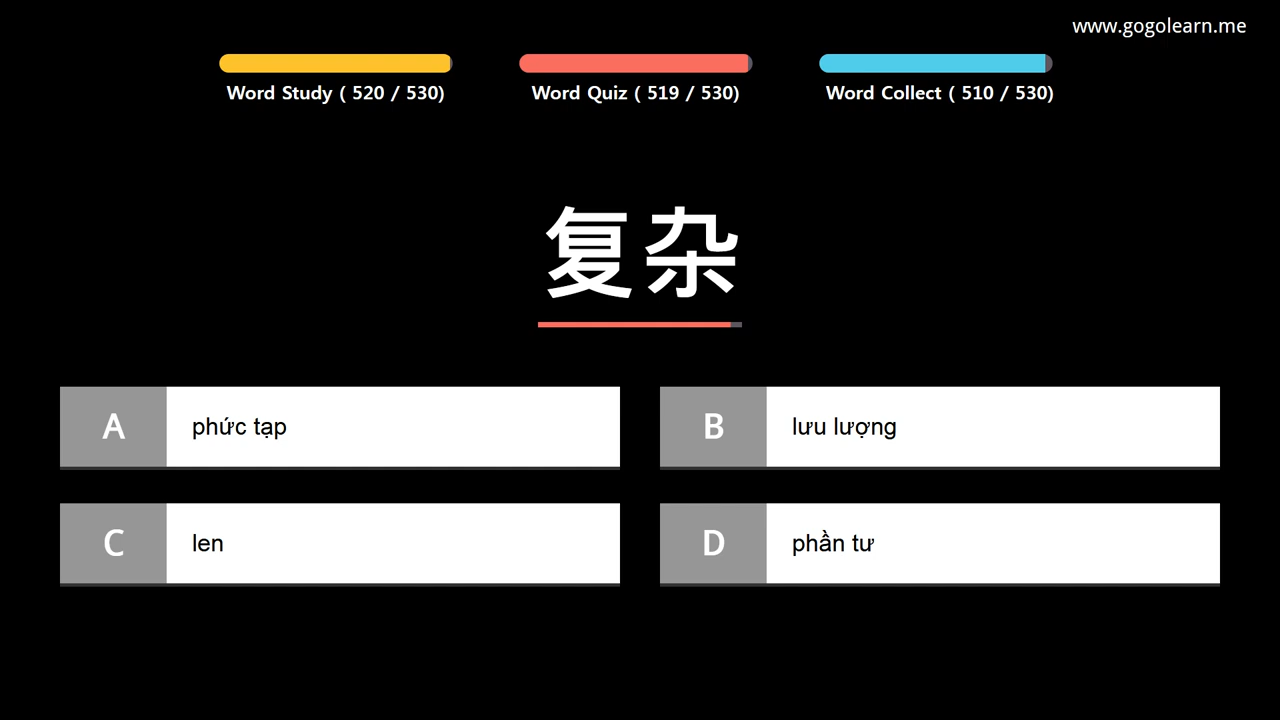 www.gogolearn.me
Word Study ( 520 / 530)
Word Quiz ( 519 / 530)
Word Collect ( 510 / 530)
复杂
A
phức tạp
B
lưu lượng
C
len
D
phần tư